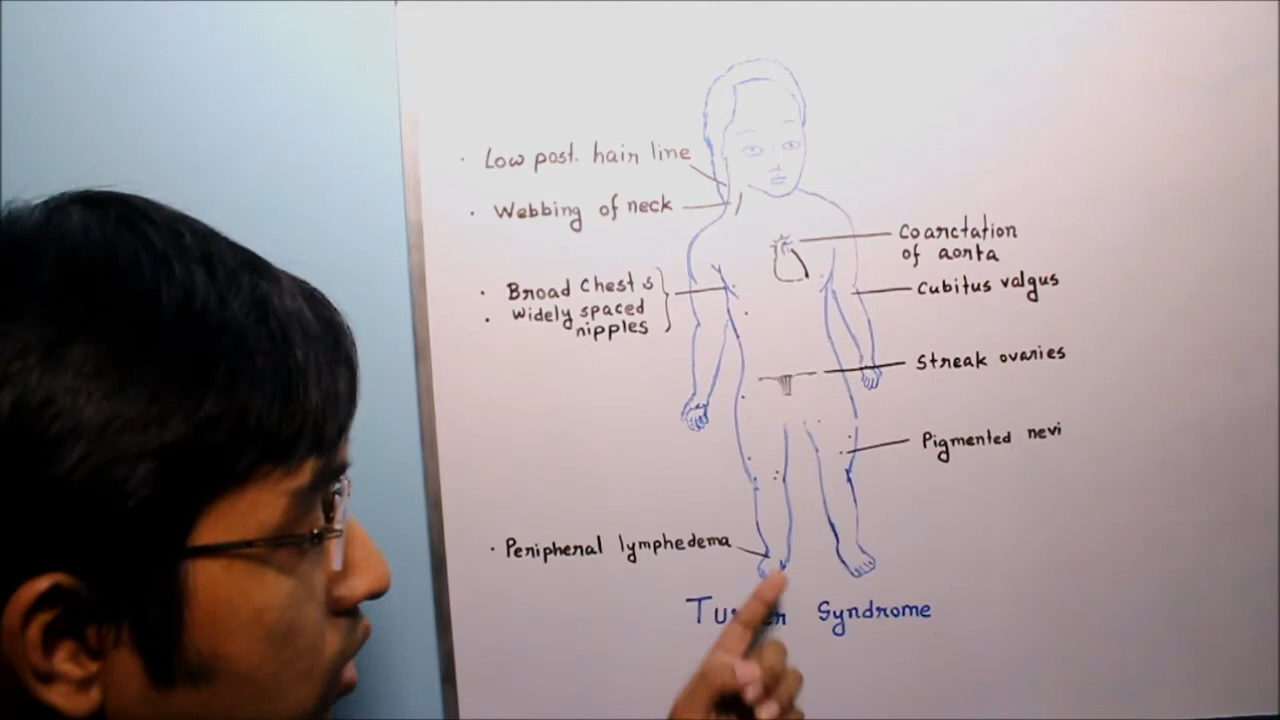 · Low post. hair line
· Webbing of neck
· Broad Chest &
· Widely spaced
nipples
· Peripheral lymphedema
Coarctation
of aorta
Cubitus valgus
Streak ovaries
Pigmented nevi
Syndrome